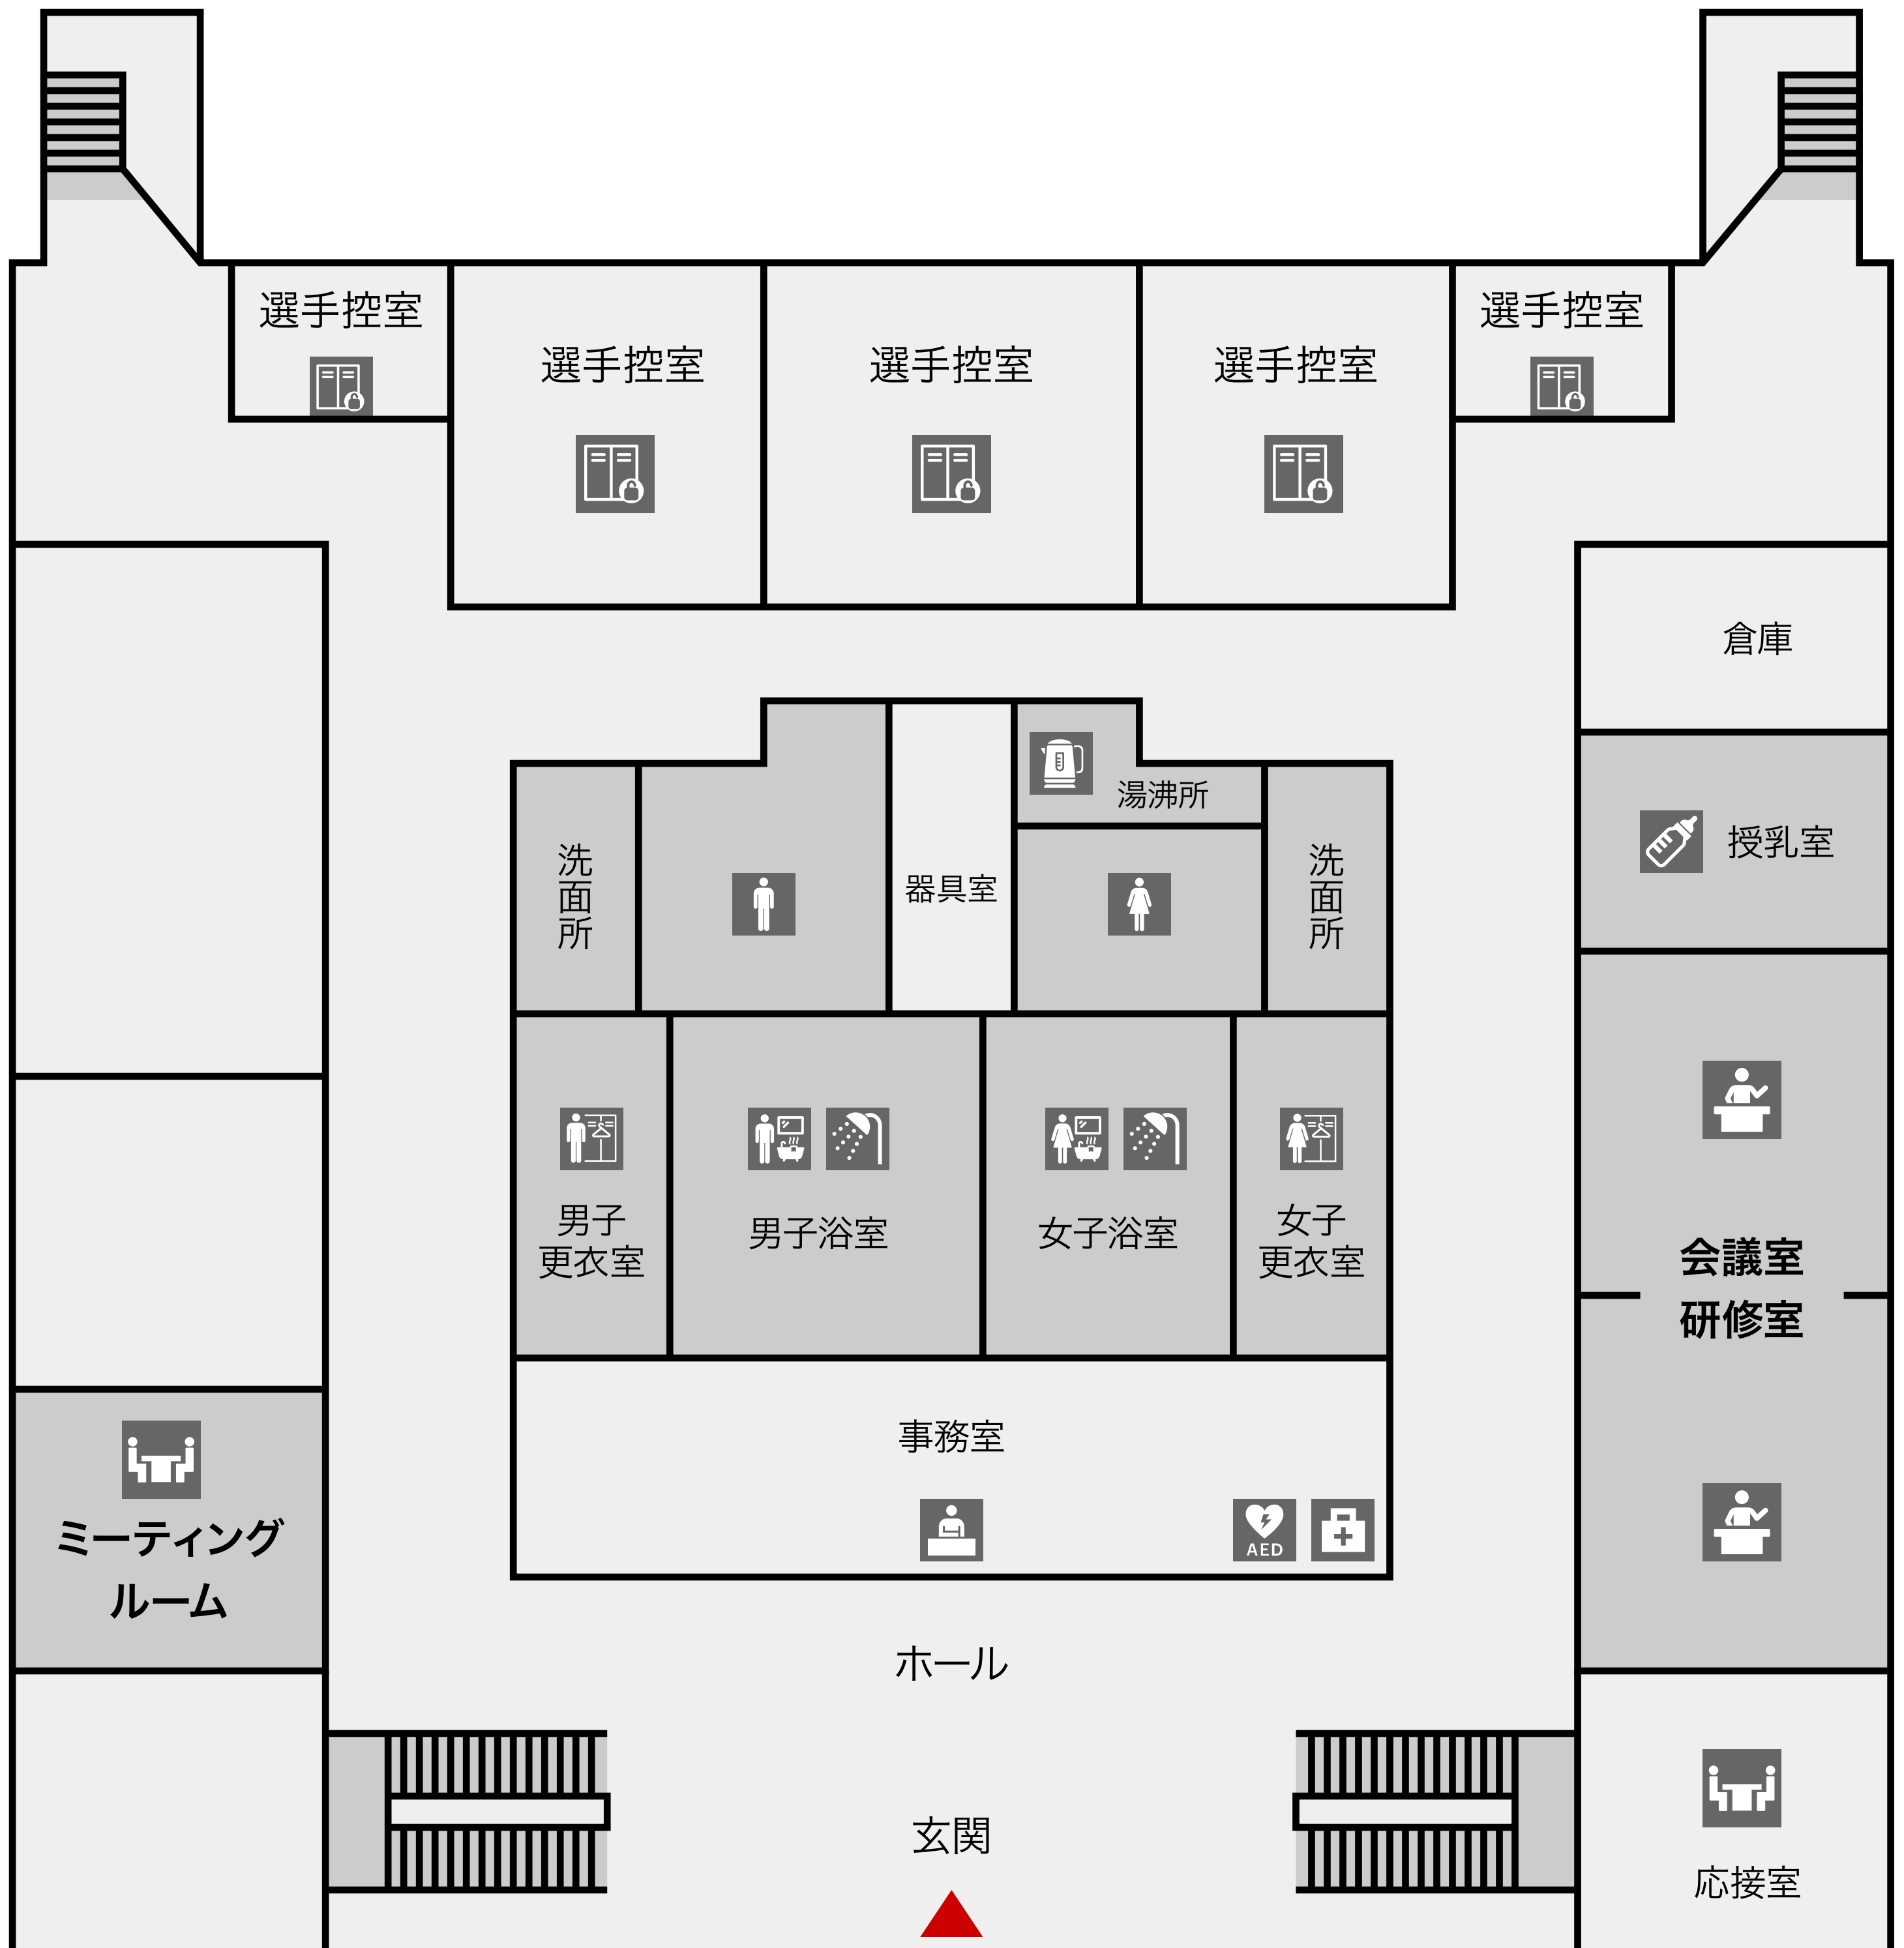 選手控室
選手控室
選手控室
選手控室
選手控室
倉庫
湯沸所
授乳室
洗面所
器具室
洗面所
男子
更衣室
男子浴室
女子浴室
女子
更衣室
会議室
研修室
事務室
AED
ミーティング
ルーム
ホール
玄関
応接室